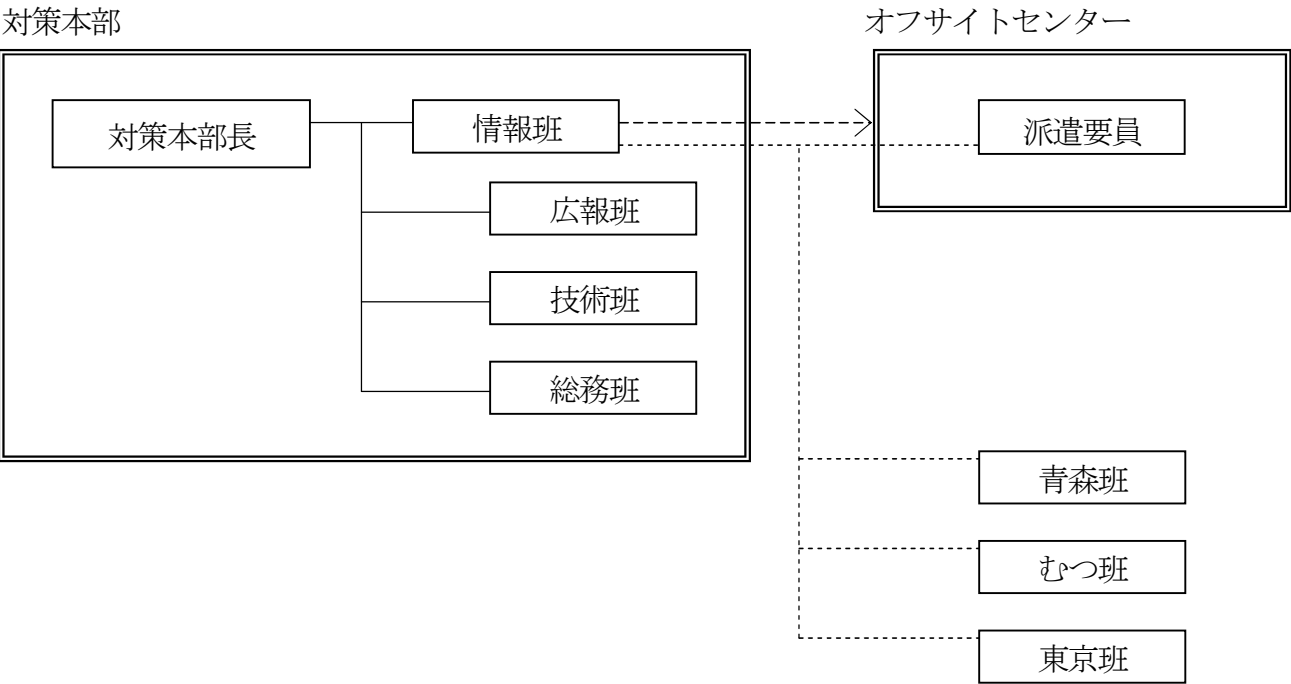 対策本部
オフサイトセンター
対策本部長
情報班
派遣要員
広報班
技術班
総務班
青森班
むつ班
東京班